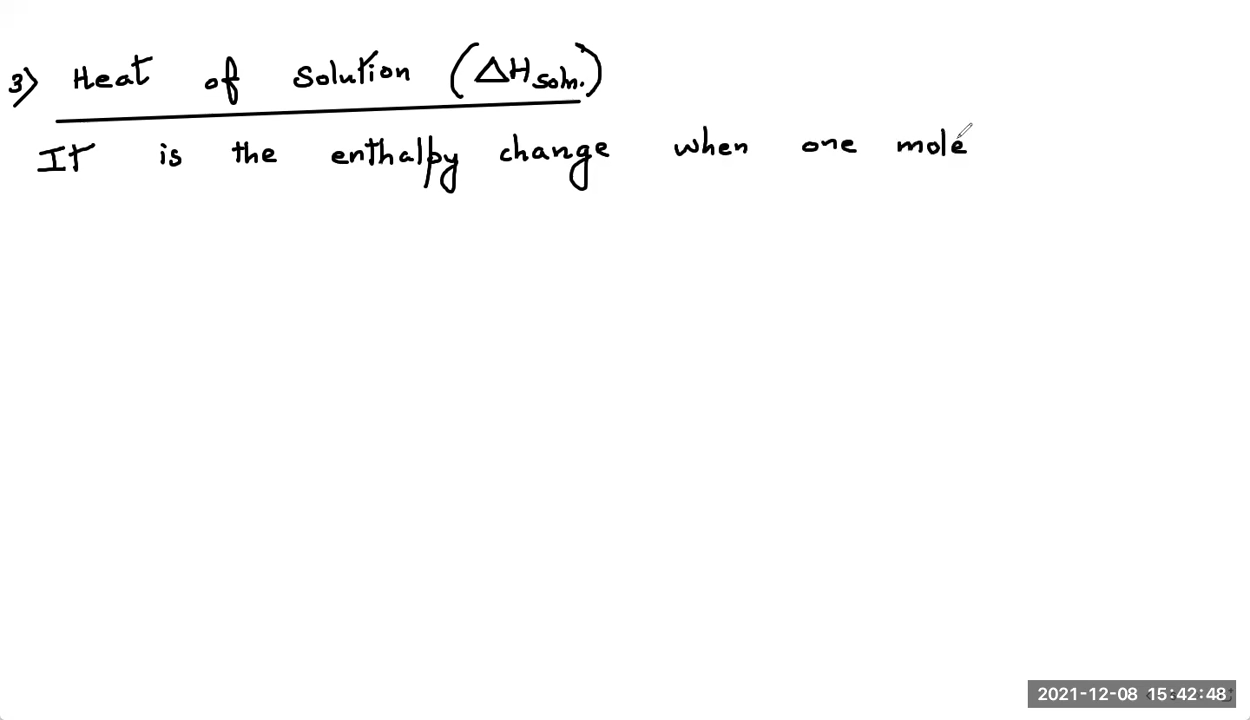 3) Heat of Solution (ΔHsoln.)
It is the enthalpy change when one mole
2021-12-08 15:42:48